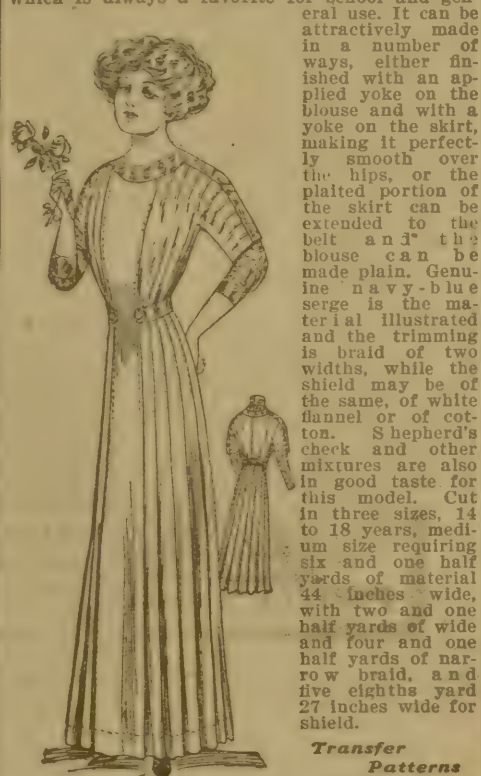 which is always a favorite for school and gen-
eral use. It can be
attractively made
in a number of
ways, either fin-
ished with an ap-
plied yoke on the
blouse and with a
yoke on the skirt,
making it perfect-
ly smooth over
the hips, or the
plaited portion of
the skirt can be
extended to the
belt and the
blouse can be
made plain. Genu-
ine navy-blue
serge is the ma-
terial illustrated
and the trimming
is braid of two
widths, while the
shield may be of
the same, of white
flannel or of cot-
ton. Shepherd's
check and other
mixtures are also
in good taste for
this model. Cut
in three sizes, 14
to 18 years, medi-
um size requiring
six and one half
yards of material
44 inches wide,
with two and one
half yards of wide
and four and one
half yards of nar-
row braid, and
five eighths yard
27 inches wide for
shield.
Transfer
Patterns